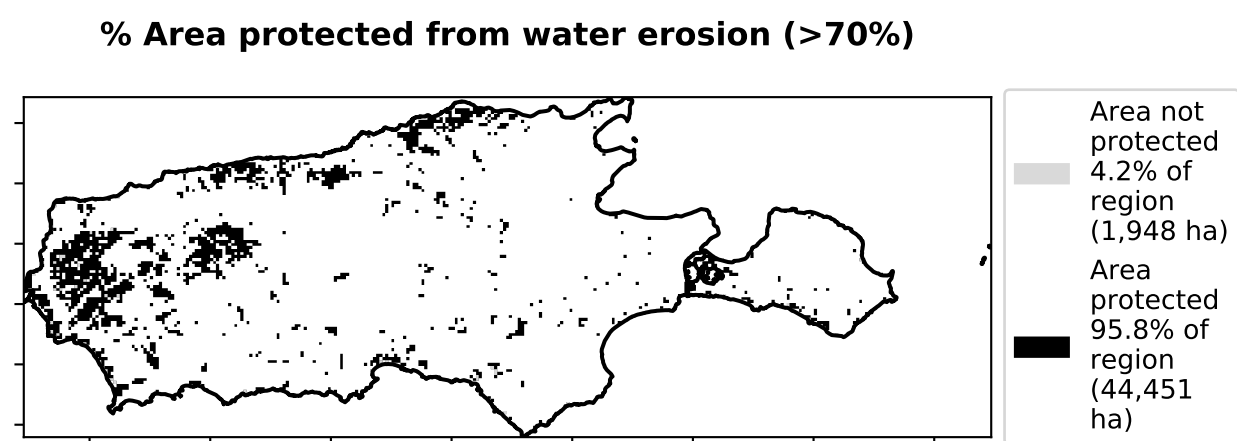 % Area protected from water erosion (>70%)
Area not
protected
4.2% of
region
(1,948 ha)
Area
protected
95.8% of
region
(44,451
ha)